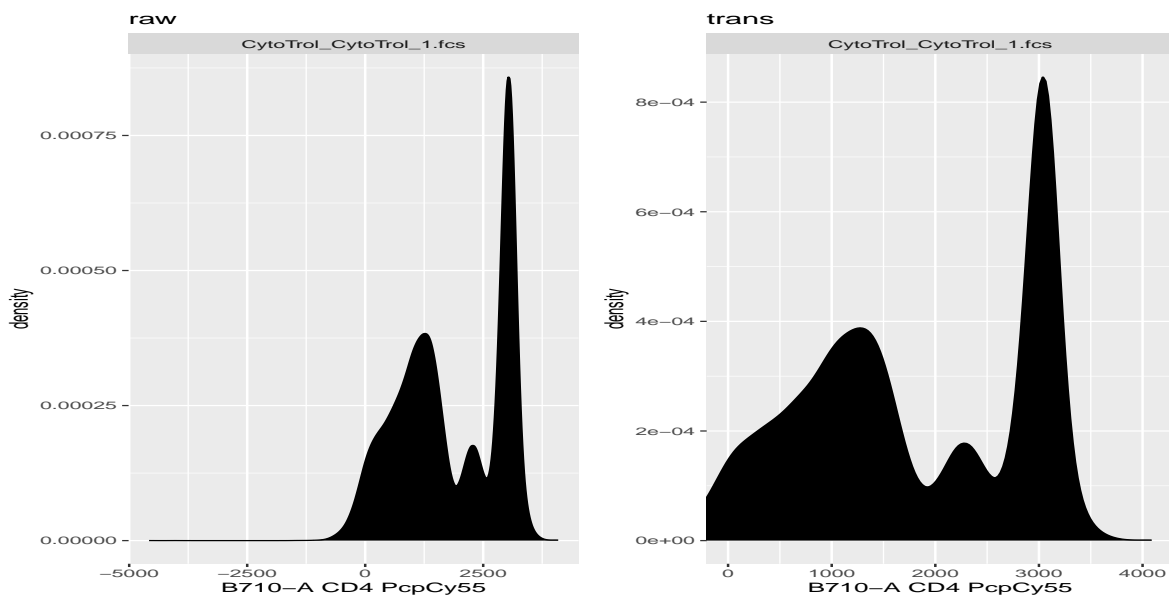 raw
CytoTrol_CytoTrol_1.fcs
density
0.00075
0.00050
0.00025
0.00000
−5000
−2500
0
2500
B710−A CD4 PcpCy55
trans
CytoTrol_CytoTrol_1.fcs
density
8e−04
6e−04
4e−04
2e−04
0e+00
0
1000
2000
3000
4000
B710−A CD4 PcpCy55